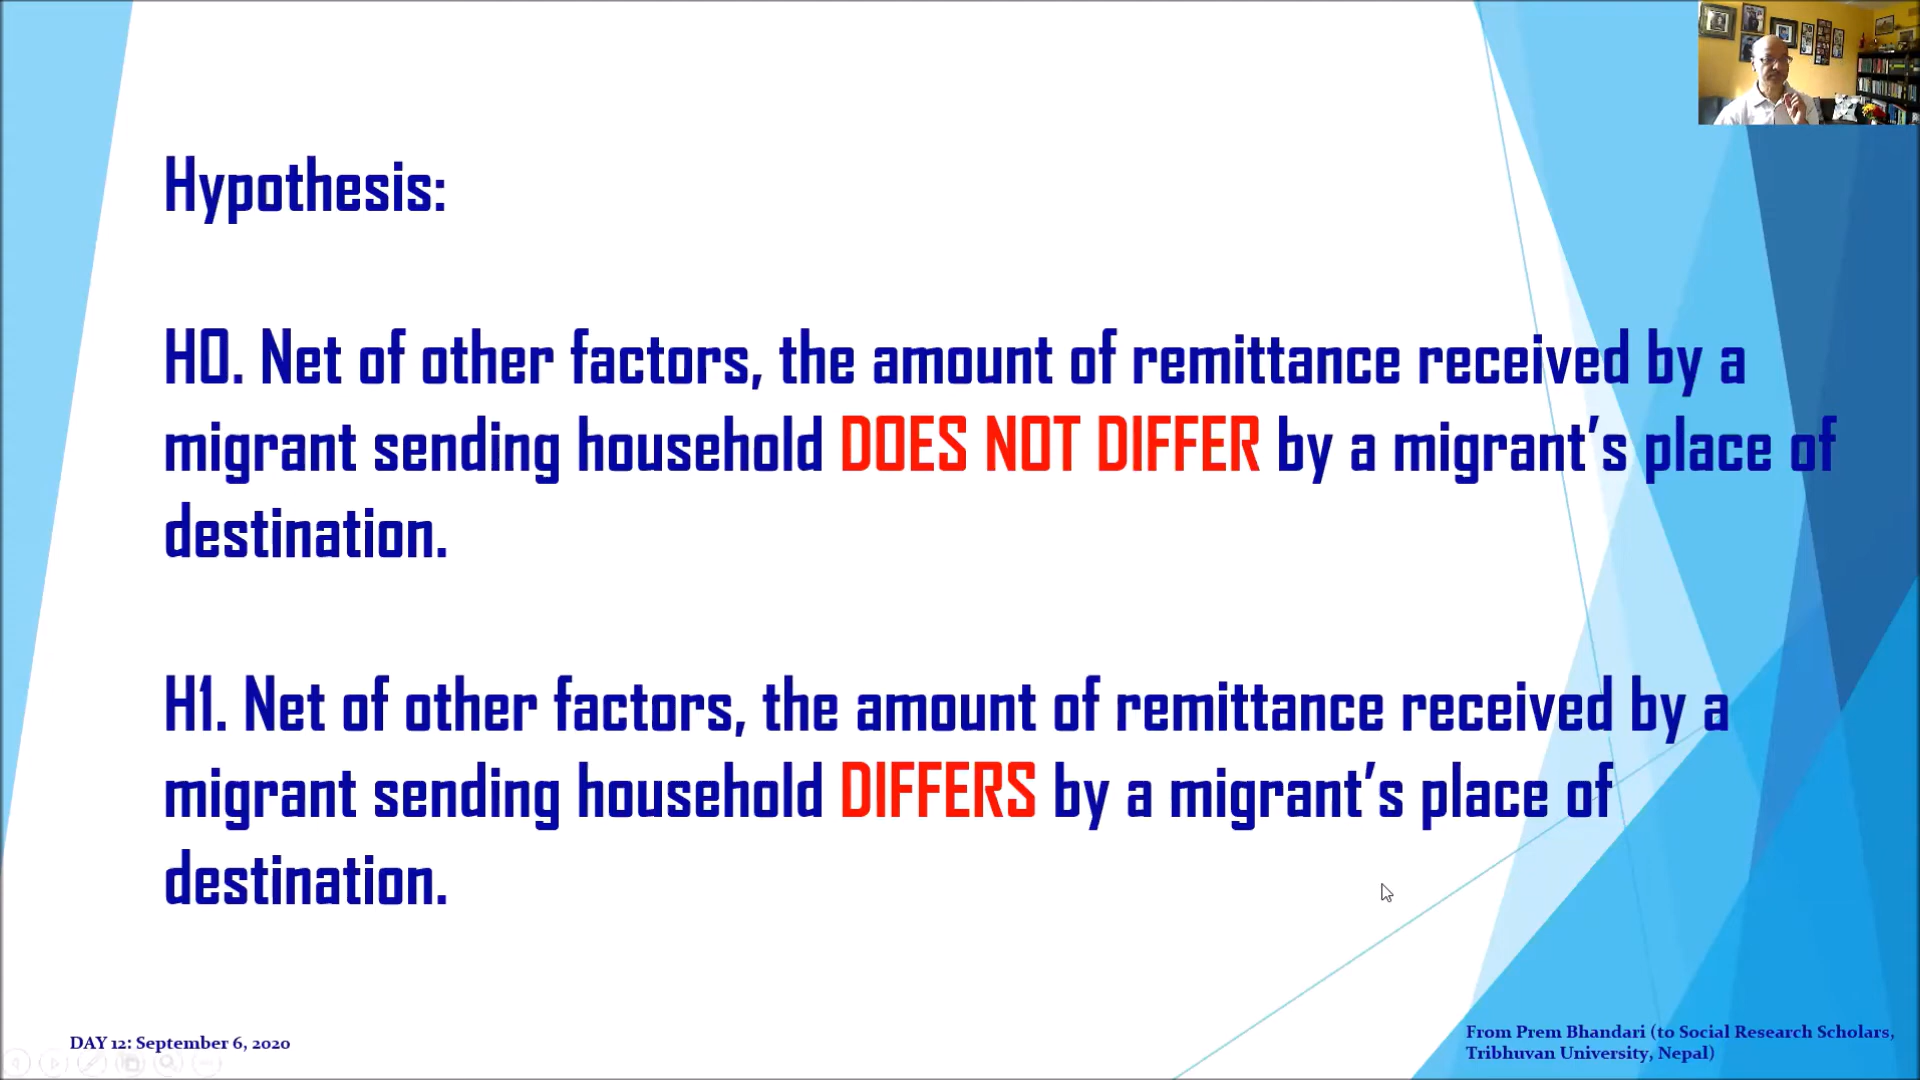 Hypothesis:
H0. Net of other factors, the amount of remittance received by a
migrant sending household DOES NOT DIFFER by a migrant’s place of
destination.
H1. Net of other factors, the amount of remittance received by a
migrant sending household DIFFERS by a migrant’s place of
destination.
DAY 12: September 6, 2020
From Prem Bhandari (to Social Research Scholars,
Tribhuvan University, Nepal)